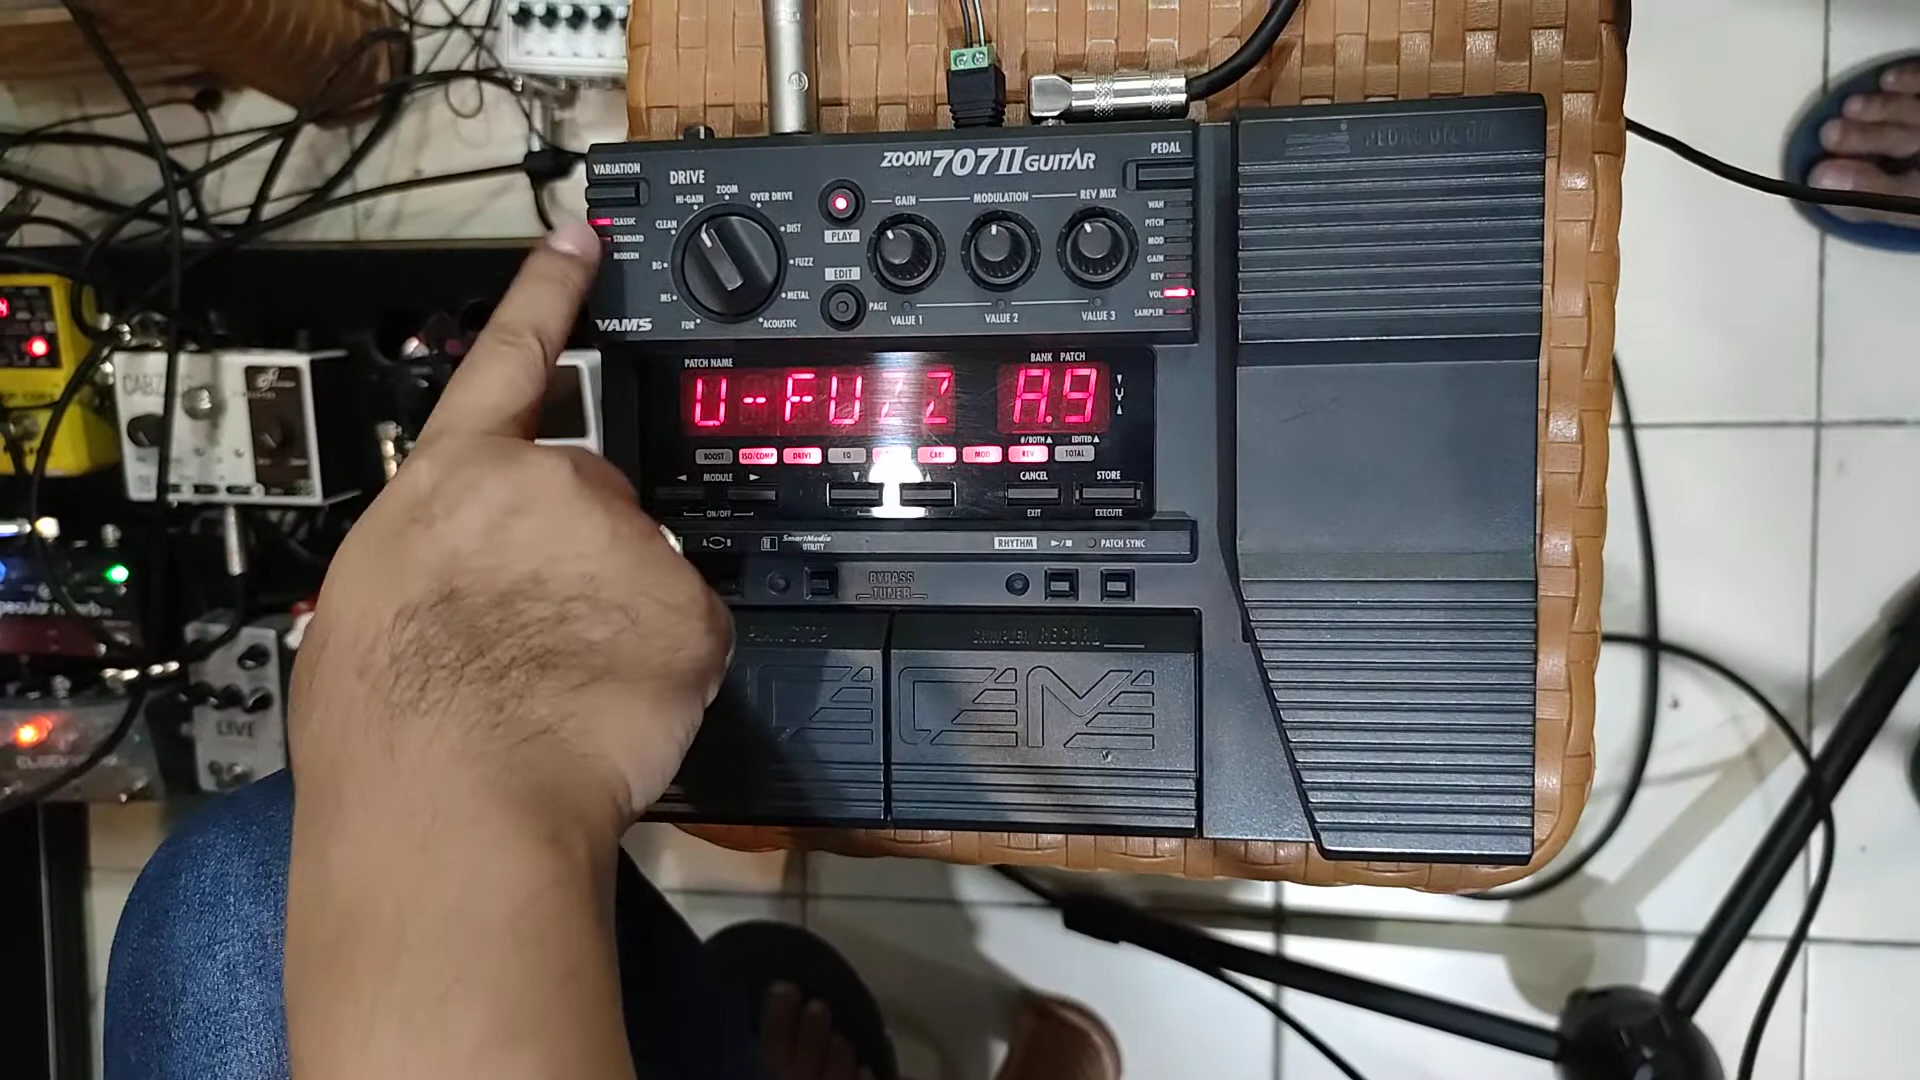 VARIATION
DRIVE
ZOOM 707II GUITAR
PEDAL
ZOOM
HI-GAIN
OVER DRIVE
CLEAN
DIST
BG
FUZZ
MS
METAL
FDR
ACOUSTIC
CLASSIC
STANDARD
MODERN
VAMS
PLAY
EDIT
PAGE
GAIN
MODULATION
REV MIX
VALUE 1
VALUE 2
VALUE 3
WAH
PITCH
MOD
GAIN
REV
VOL
SAMPLER
PATCH NAME
BANK PATCH
U-FUZZ A.9
#/BOTH▲ EDITED▲
BOOST ISO/COMP DRIVE EQ CABI MOD REV TOTAL
◄ MODULE ►
ON/OFF
CANCEL
EXIT
STORE
EXECUTE
A B
SmartMedia
UTILITY
RHYTHM
►/■
PATCH SYNC
BYPASS
TUNER
SAMPLER RECORD
PEDAL ON/OFF
LIVE